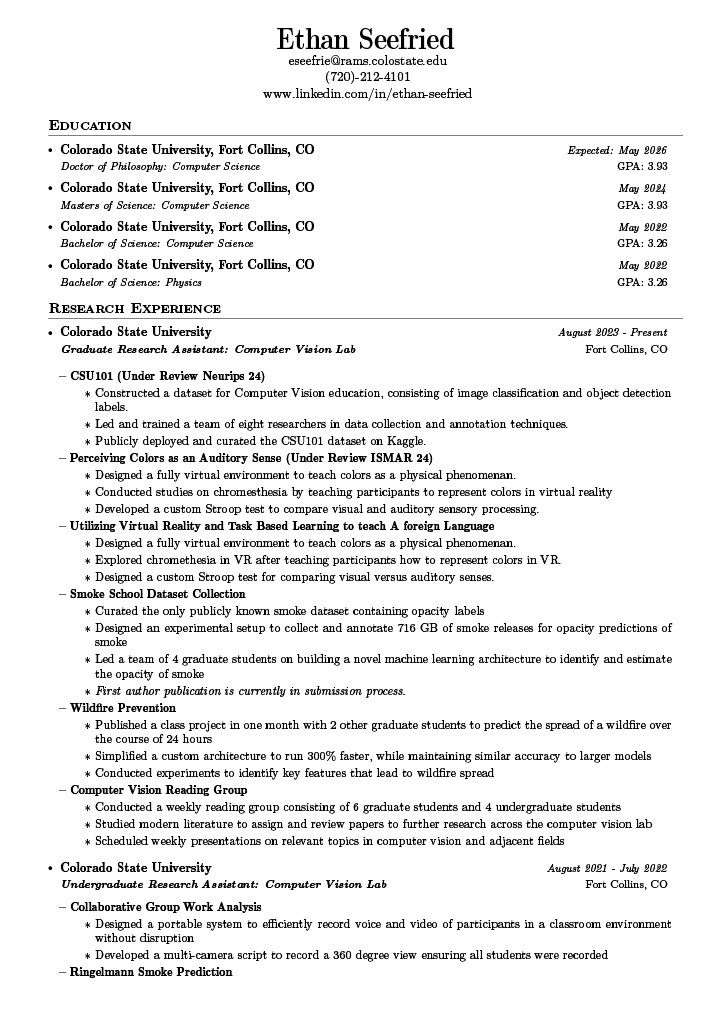 Ethan Seefried
eseefrie@rams.colostate.edu
(720)-212-4101
www.linkedin.com/in/ethan-seefried
Education
• Colorado State University, Fort Collins, CO Expected: May 2026
Doctor of Philosophy: Computer Science GPA: 3.93
• Colorado State University, Fort Collins, CO May 2024
Masters of Science: Computer Science GPA: 3.93
• Colorado State University, Fort Collins, CO May 2022
Bachelor of Science: Computer Science GPA: 3.26
• Colorado State University, Fort Collins, CO May 2022
Bachelor of Science: Physics GPA: 3.26
Research Experience
• Colorado State University August 2023 - Present
Graduate Research Assistant: Computer Vision Lab Fort Collins, CO
– CSU101 (Under Review Neurips 24)
∗ Constructed a dataset for Computer Vision education, consisting of image classification and object detection
labels.
∗ Led and trained a team of eight researchers in data collection and annotation techniques.
∗ Publicly deployed and curated the CSU101 dataset on Kaggle.
– Perceiving Colors as an Auditory Sense (Under Review ISMAR 24)
∗ Designed a fully virtual environment to teach colors as a physical phenomenan.
∗ Conducted studies on chromesthesia by teaching participants to represent colors in virtual reality
∗ Developed a custom Stroop test to compare visual and auditory sensory processing.
– Utilizing Virtual Reality and Task Based Learning to teach A foreign Language
∗ Designed a fully virtual environment to teach colors as a physical phenomenan.
∗ Explored chromethesia in VR after teaching participants how to represent colors in VR.
∗ Designed a custom Stroop test for comparing visual versus auditory senses.
– Smoke School Dataset Collection
∗ Curated the only publicly known smoke dataset containing opacity labels
∗ Designed an experimental setup to collect and annotate 716 GB of smoke releases for opacity predictions of
smoke
∗ Led a team of 4 graduate students on building a novel machine learning architecture to identify and estimate
the opacity of smoke
∗ First author publication is currently in submission process.
– Wildfire Prevention
∗ Published a class project in one month with 2 other graduate students to predict the spread of a wildfire over
the course of 24 hours
∗ Simplified a custom architecture to run 300% faster, while maintaining similar accuracy to larger models
∗ Conducted experiments to identify key features that lead to wildfire spread
– Computer Vision Reading Group
∗ Conducted a weekly reading group consisting of 6 graduate students and 4 undergraduate students
∗ Studied modern literature to assign and review papers to further research across the computer vision lab
∗ Scheduled weekly presentations on relevant topics in computer vision and adjacent fields
• Colorado State University August 2021 - July 2022
Undergraduate Research Assistant: Computer Vision Lab Fort Collins, CO
– Collaborative Group Work Analysis
∗ Designed a portable system to efficiently record voice and video of participants in a classroom environment
without disruption
∗ Developed a multi-camera script to record a 360 degree view ensuring all students were recorded
– Ringelmann Smoke Prediction